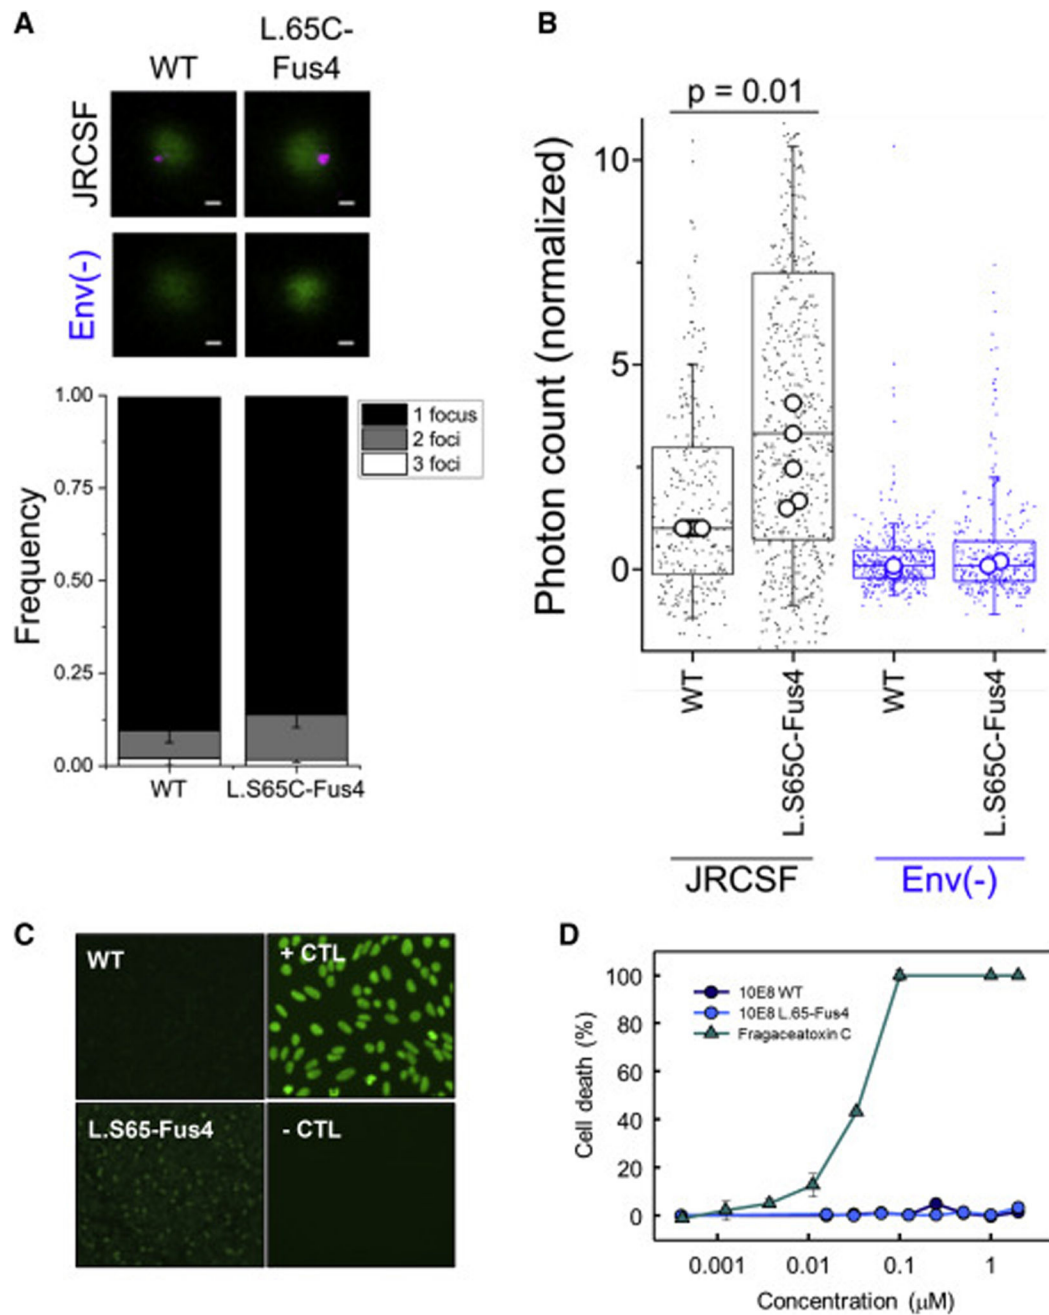 A
WT
L.65C-
Fus4
JRCSF
Env(-)
1.00
0.75
0.50
0.25
0.00
Frequency
1 focus
2 foci
3 foci
WT
L.S65C-Fus4
B
p = 0.01
Photon count (normalized)
10
5
0
WT
L.S65C-Fus4
WT
L.S65C-Fus4
JRCSF
Env(-)
C
WT
+ CTL
L.S65-Fus4
- CTL
D
100
80
60
40
20
0
Cell death (%)
10E8 WT
10E8 L.65-Fus4
Fragaceatoxin C
0.001
0.01
0.1
1
Concentration (μM)